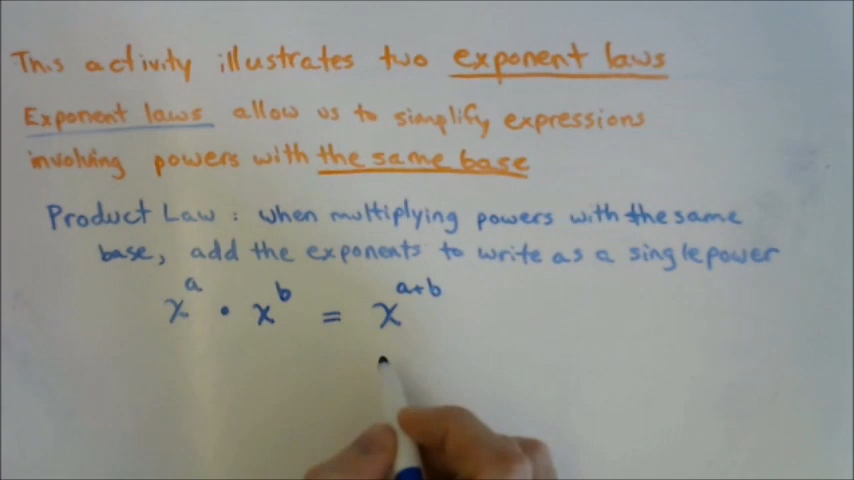 This activity illustrates two exponent laws
Exponent laws allow us to simplify expressions
involving powers with the same base
Product Law : when multiplying powers with the same
base, add the exponents to write as a single power
x^a • x^b = x^{a+b}